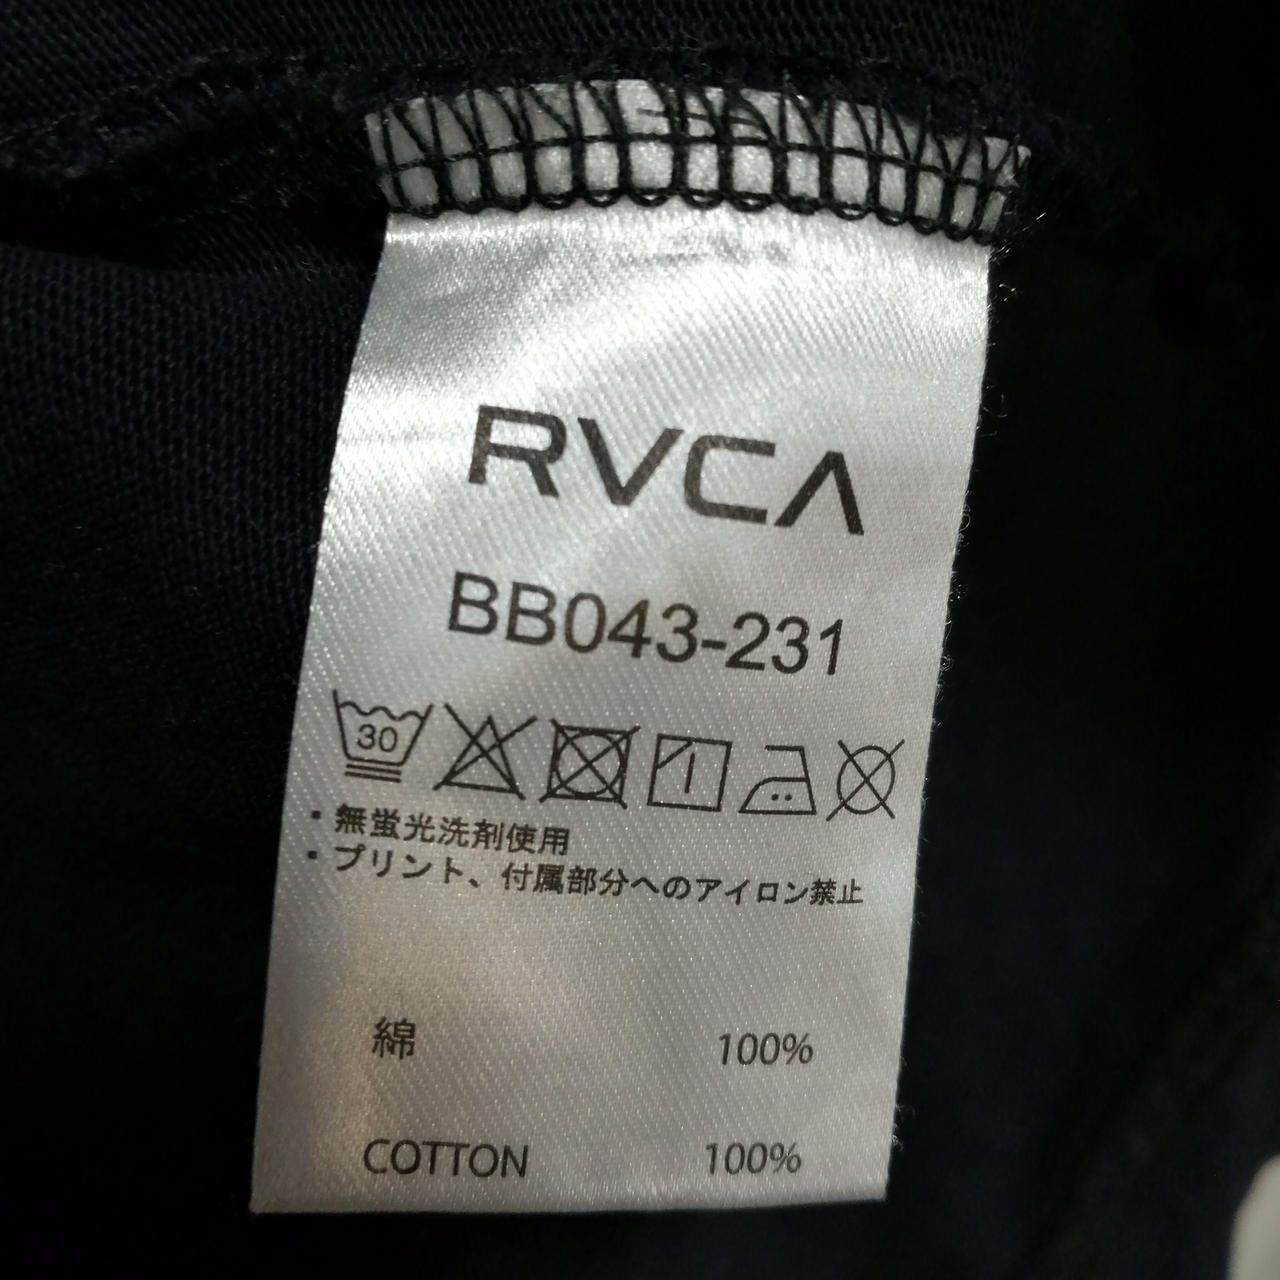 RVCA
BB043-231
30
・無蛍光洗剤使用
・プリント、付属部分へのアイロン禁止
綿 100%
COTTON 100%